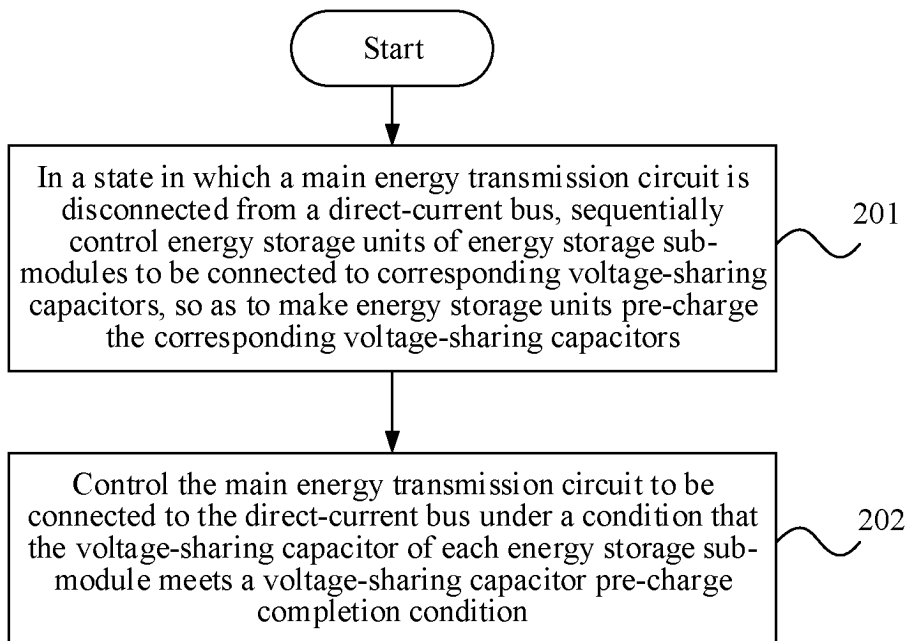 Start
In a state in which a main energy transmission circuit is
disconnected from a direct-current bus, sequentially
control energy storage units of energy storage sub-
modules to be connected to corresponding voltage-sharing
capacitors, so as to make energy storage units pre-charge
the corresponding voltage-sharing capacitors
201
Control the main energy transmission circuit to be
connected to the direct-current bus under a condition that
the voltage-sharing capacitor of each energy storage sub-
module meets a voltage-sharing capacitor pre-charge
completion condition
202